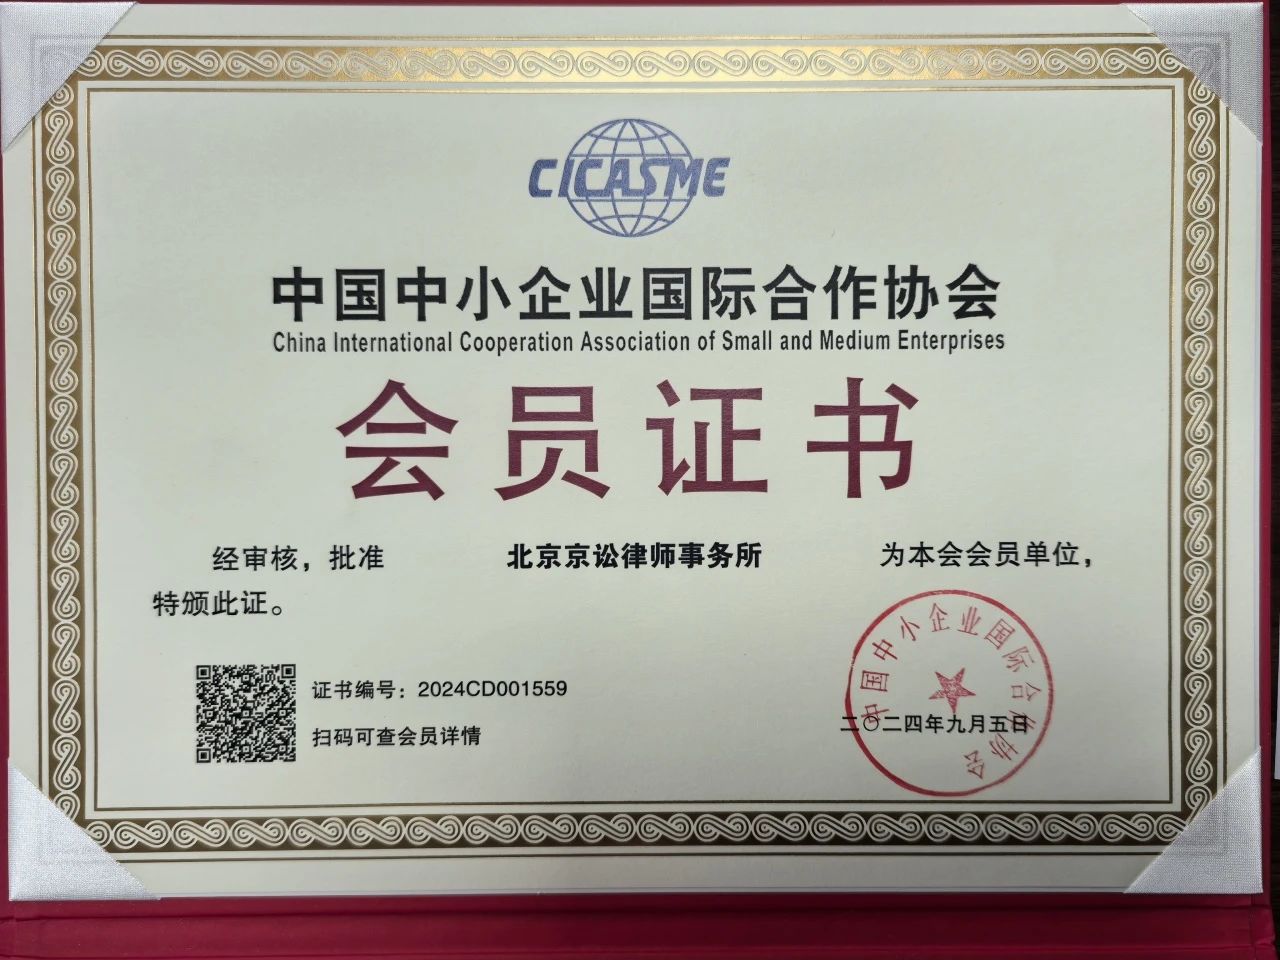 CICASME
中国中小企业国际合作协会
China International Cooperation Association of Small and Medium Enterprises
会员证书
经审核，批准 北京京讼律师事务所 为本会会员单位，
特颁此证。
证书编号：2024CD001559
扫码可查会员详情
中国中小企业国际合作协会
二〇二四年九月五日